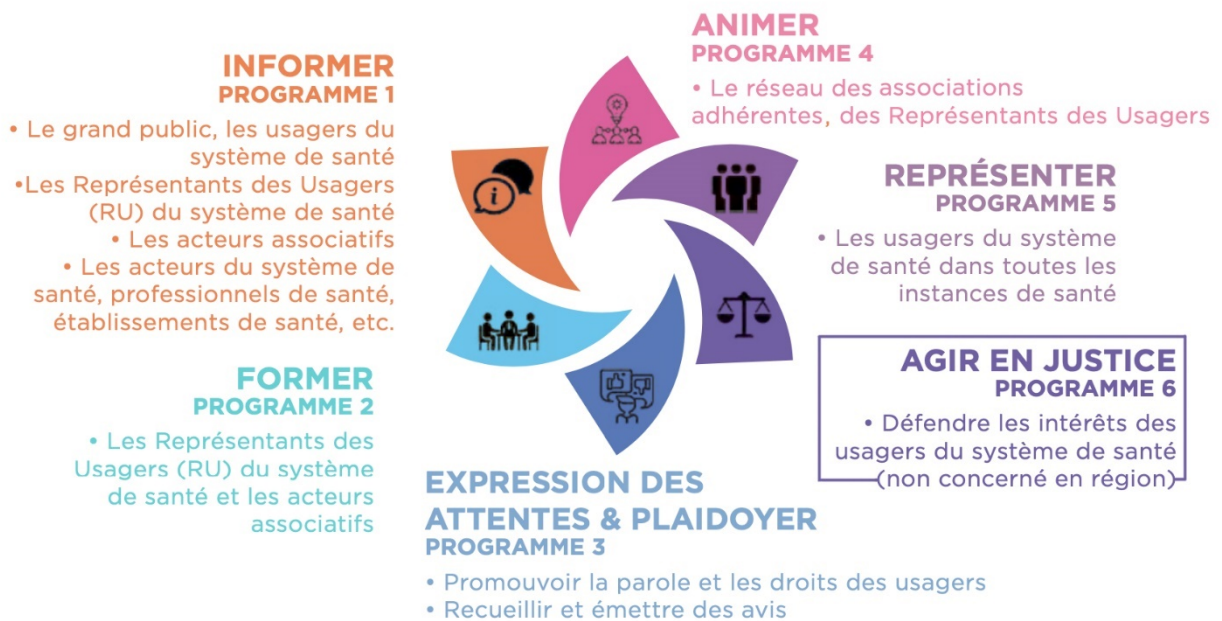 INFORMER
PROGRAMME 1
• Le grand public, les usagers du
système de santé
•Les Représentants des Usagers
(RU) du système de santé
• Les acteurs associatifs
• Les acteurs du système de
santé, professionnels de santé,
établissements de santé, etc.
FORMER
PROGRAMME 2
• Les Représentants des
Usagers (RU) du système
de santé et les acteurs
associatifs
EXPRESSION DES
ATTENTES & PLAIDOYER
PROGRAMME 3
• Promouvoir la parole et les droits des usagers
• Recueillir et émettre des avis
ANIMER
PROGRAMME 4
• Le réseau des associations
adhérentes, des Représentants des Usagers
REPRÉSENTER
PROGRAMME 5
• Les usagers du système
de santé dans toutes les
instances de santé
AGIR EN JUSTICE
PROGRAMME 6
• Défendre les intérêts des
usagers du système de santé
(non concerné en région)
i